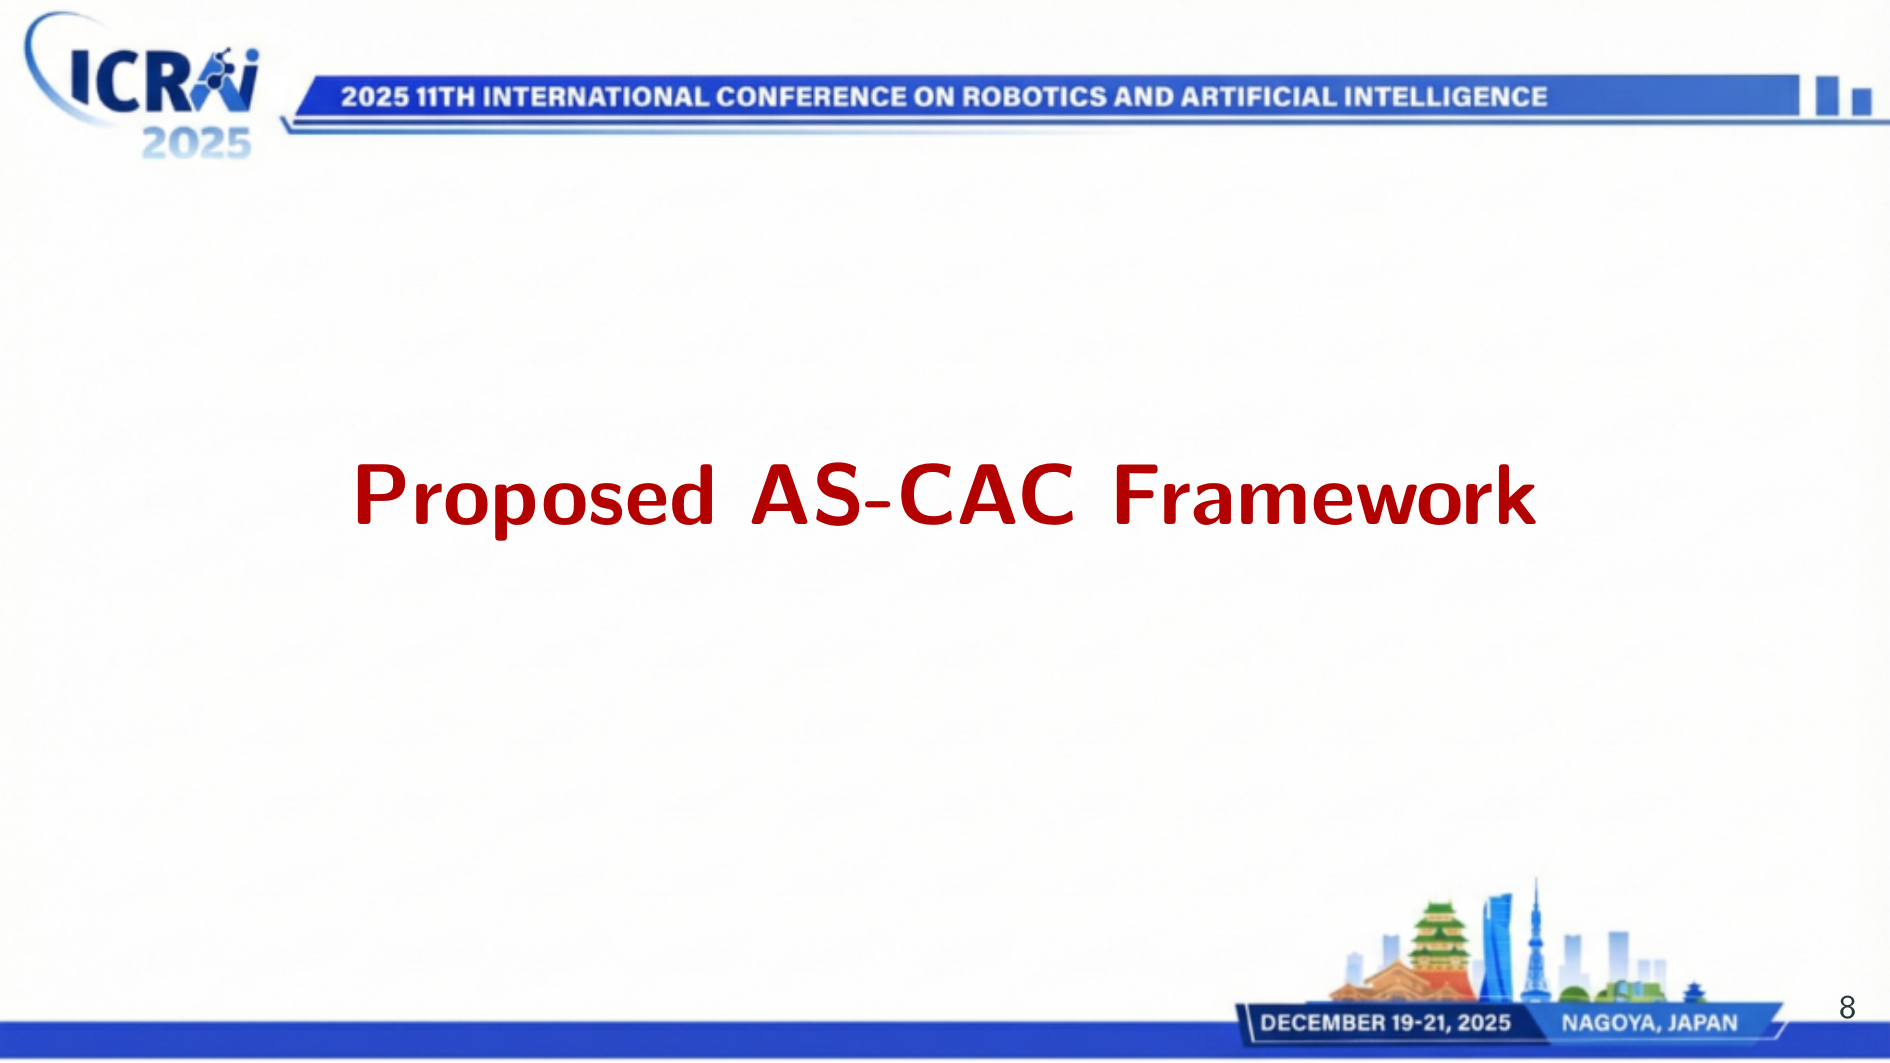 ICRAi
2025
2025 11TH INTERNATIONAL CONFERENCE ON ROBOTICS AND ARTIFICIAL INTELLIGENCE
Proposed AS-CAC Framework
DECEMBER 19-21, 2025
NAGOYA, JAPAN
8